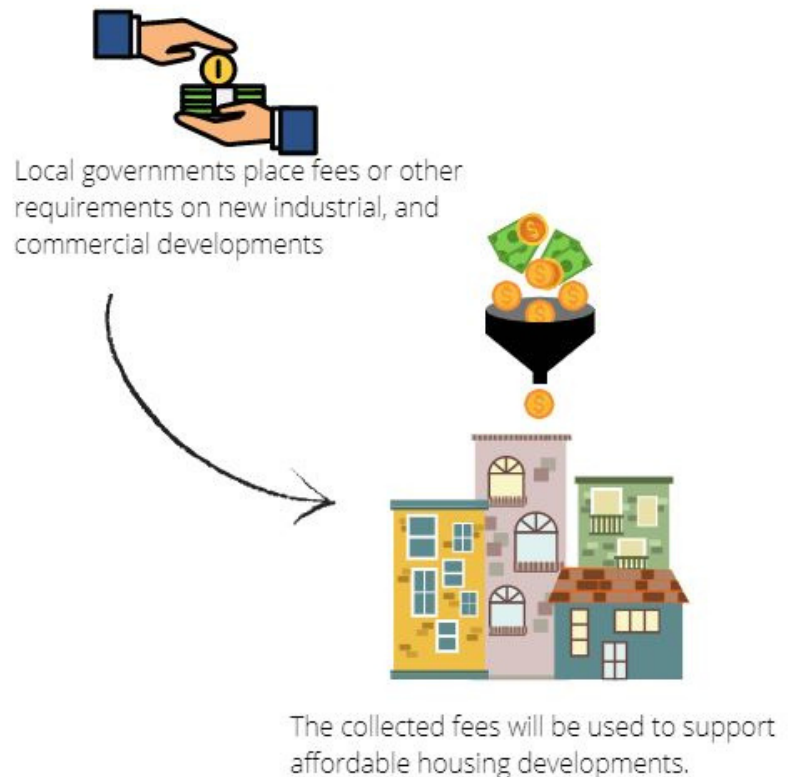 Local governments place fees or other
requirements on new industrial, and
commercial developments
The collected fees will be used to support
affordable housing developments.